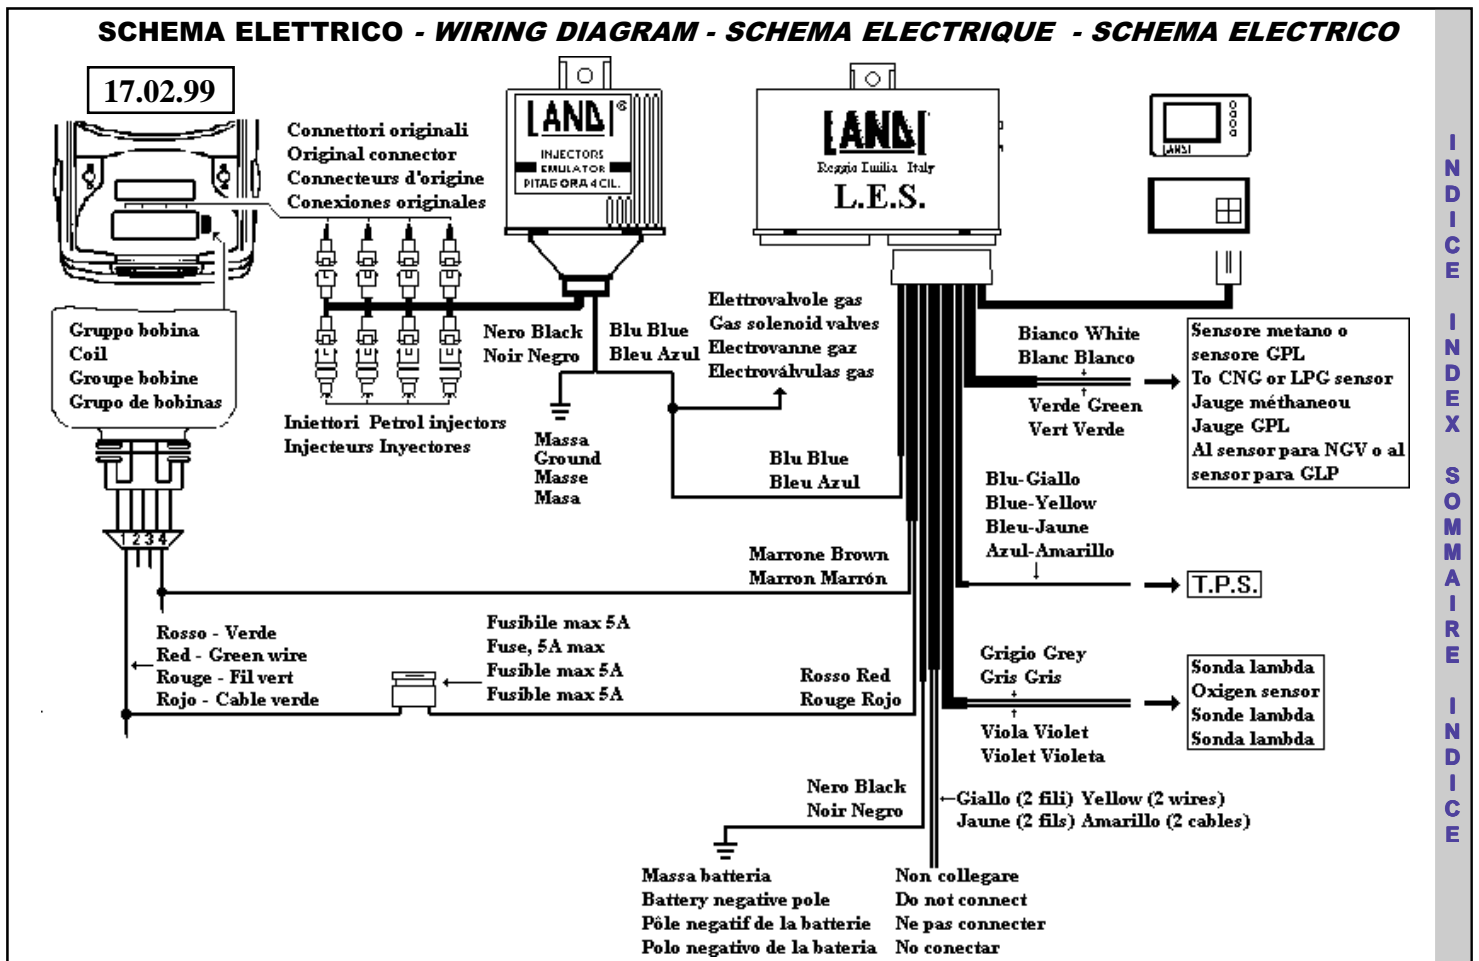 SCHEMA ELETTRICO - WIRING DIAGRAM - SCHEMA ELECTRIQUE - SCHEMA ELECTRICO
17.02.99
Connettori originali
Original connector
Connecteurs d'origine
Conexiones originales
LANDI®
INJECTORS
EMULATOR
PITAGORA 4 CIL.
LANDI
Reggio Emilia Italy
L.E.S.
LANDI
Gruppo bobina
Coil
Groupe bobine
Grupo de bobinas
1 2 3 4
Iniettori Petrol injectors
Injecteurs Inyectores
Nero Black
Noir Negro
Blu Blue
Bleu Azul
Massa
Ground
Masse
Masa
Elettrovalvole gas
Gas solenoid valves
Electrovanne gaz
Electroválvulas gas
Blu Blue
Bleu Azul
Bianco White
Blanc Blanco
Verde Green
Vert Verde
Sensore metano o
sensore GPL
To CNG or LPG sensor
Jauge méthaneou
Jauge GPL
Al sensor para NGV o al
sensor para GLP
Blu-Giallo
Blue-Yellow
Bleu-Jaune
Azul-Amarillo
T.P.S.
Marrone Brown
Marron Marrón
Rosso - Verde
Red - Green wire
Rouge - Fil vert
Rojo - Cable verde
Fusibile max 5A
Fuse, 5A max
Fusible max 5A
Fusible max 5A
Rosso Red
Rouge Rojo
Grigio Grey
Gris Gris
Viola Violet
Violet Violeta
Sonda lambda
Oxigen sensor
Sonde lambda
Sonda lambda
Nero Black
Noir Negro
Giallo (2 fili) Yellow (2 wires)
Jaune (2 fils) Amarillo (2 cables)
Massa batteria
Battery negative pole
Pôle negatif de la batterie
Polo negativo de la bateria
Non collegare
Do not connect
Ne pas connecter
No conectar
INDICE INDEX SOMMAIRE INDICE